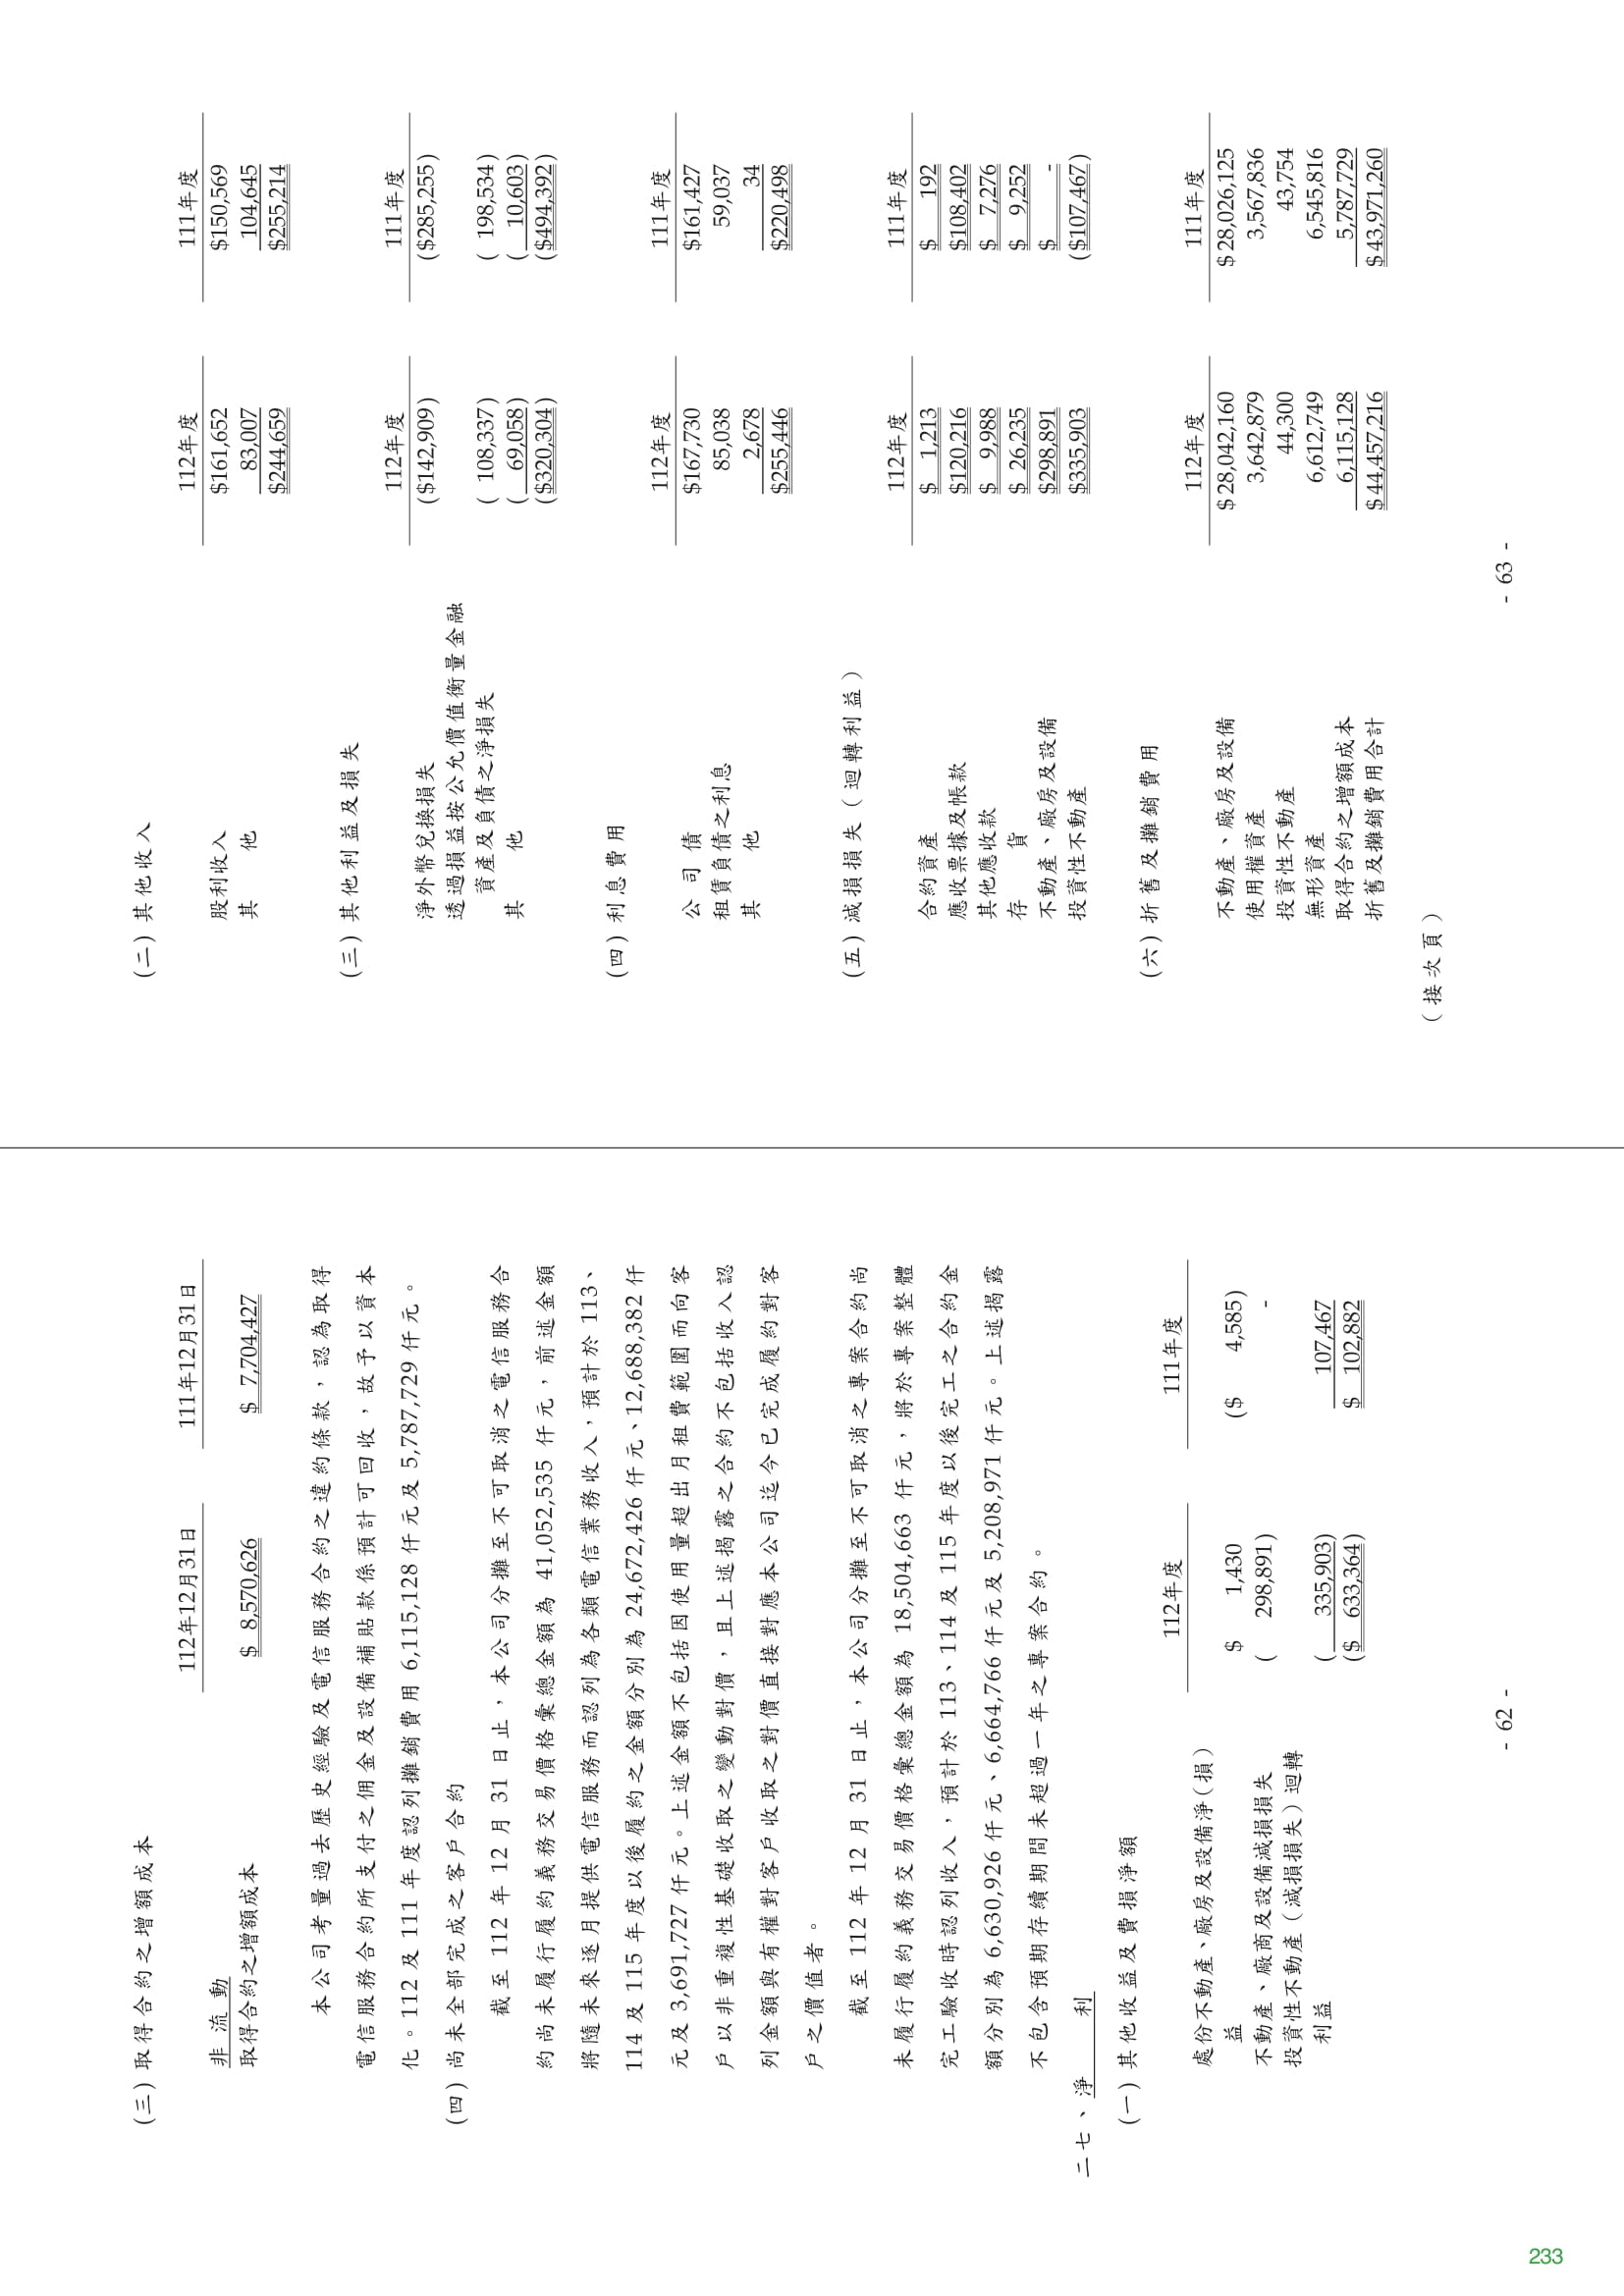 (三) 取得合約之增額成本
112年12月31日 111年12月31日
非流動
取得合約之增額成本 $ 8,570,626 $ 7,704,427
本公司考量過去歷史經驗及電信服務合約之違約條款，認為取得
電信服務合約所支付之佣金及設備補貼款係預計可回收，故予以資本
化。112 及 111 年度認列攤銷費用 6,115,128 仟元及 5,787,729 仟元。
(四) 尚未全部完成之客戶合約
截至 112 年 12 月 31 日止，本公司分攤至不可取消之電信服務合
約尚未履行履約義務交易價格彙總金額為 41,052,535 仟元，前述金額
將隨未來逐月提供電信服務而認列為各類電信業務收入，預計於 113、
114 及 115 年度以後履約之金額分別為 24,672,426 仟元、12,688,382 仟
元及 3,691,727 仟元。上述金額不包括因使用量超出月租費範圍而向客
戶以非重複性基礎收取之變動對價，且上述揭露之合約不包括收入認
列金額與有權對客戶收取之對價直接對應本公司迄今已完成履約對客
戶之價值者。
截至 112 年 12 月 31 日止，本公司分攤至不可取消之專案合約尚
未履行履約義務交易價格彙總金額為 18,504,663 仟元，將於專案整體
完工驗收時認列收入，預計於 113、114 及 115 年度以後完工之合約金
額分別為 6,630,926 仟元、6,664,766 仟元及 5,208,971 仟元。上述揭露
不包含預期存續期間未超過一年之專案合約。
二七、淨 利
(一) 其他收益及費損淨額
112年度 111年度
處份不動產、廠房及設備淨(損)
益 $ 1,430 ($ 4,585)
不動產、廠商及設備減損損失 ( 298,891) -
投資性不動產（減損損失）迴轉
利益 ( 335,903) 107,467
($ 633,364) $ 102,882
- 62 -
(二) 其他收入
112年度 111年度
股利收入 $161,652 $150,569
其 他 83,007 104,645
$244,659 $255,214
(三) 其他利益及損失
112年度 111年度
淨外幣兌換損失 ($142,909) ($285,255)
透過損益按公允價值衡量金融
資產及負債之淨損失 ( 108,337) ( 198,534)
其 他 ( 69,058) ( 10,603)
($320,304) ($494,392)
(四) 利息費用
112年度 111年度
公 司 債 $167,730 $161,427
租賃負債之利息 85,038 59,037
其 他 2,678 34
$255,446 $220,498
(五) 減損損失（迴轉利益）
112年度 111年度
合約資產 $ 1,213 $ 192
應收票據及帳款 $120,216 $108,402
其他應收款 $ 9,988 $ 7,276
存 貨 $ 26,235 $ 9,252
不動產、廠房及設備 $298,891 $ -
投資性不動產 $335,903 ($107,467)
(六) 折舊及攤銷費用
112年度 111年度
不動產、廠房及設備 $ 28,042,160 $ 28,026,125
使用權資產 3,642,879 3,567,836
投資性不動產 44,300 43,754
無形資產 6,612,749 6,545,816
取得合約之增額成本 6,115,128 5,787,729
折舊及攤銷費用合計 $ 44,457,216 $ 43,971,260
（接次頁）
- 63 -
233